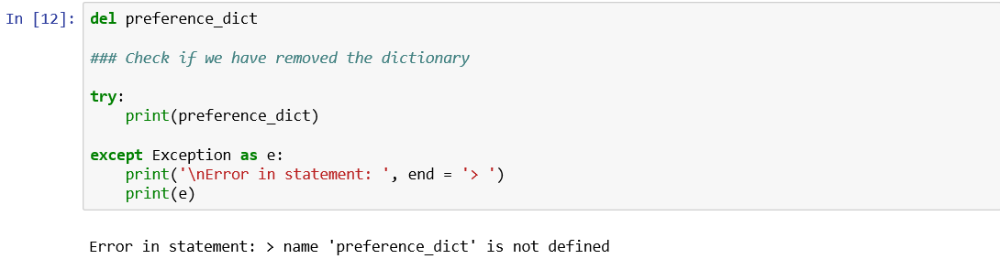 In [12]: del preference_dict
### Check if we have removed the dictionary
try:
    print(preference_dict)
except Exception as e:
    print('\nError in statement: ', end = '> ')
    print(e)
Error in statement: > name 'preference_dict' is not defined